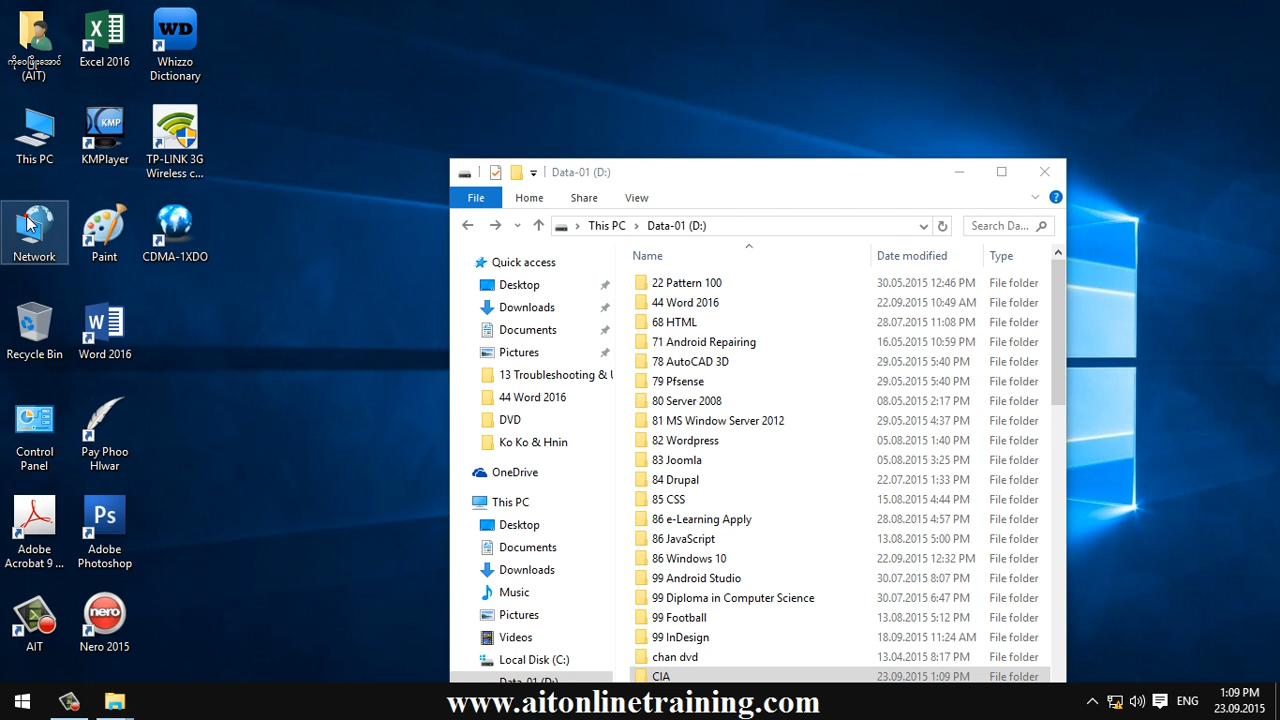 ကိုဝေဖြိုးအောင်
(AIT)
Excel 2016
WD
Whizzo
Dictionary
This PC
KMP
KMPlayer
TP-LINK 3G
Wireless c...
Network
Paint
CDMA-1XDO
Recycle Bin
Word 2016
Control
Panel
Pay Phoo
Hlwar
Adobe
Acrobat 9 ...
Ps
Adobe
Photoshop
AIT
nero
Nero 2015
Data-01 (D:)
File
Home
Share
View
This PC
Data-01 (D:)
Search Da...
Name
Date modified
Type
Quick access
Desktop
Downloads
Documents
Pictures
13 Troubleshooting & U
44 Word 2016
DVD
Ko Ko & Hnin
OneDrive
This PC
Desktop
Documents
Downloads
Music
Pictures
Videos
Local Disk (C:)
Data-01 (D:)
22 Pattern 100 30.05.2015 12:46 PM File folder
44 Word 2016 22.09.2015 10:49 AM File folder
68 HTML 28.07.2015 11:08 PM File folder
71 Android Repairing 16.05.2015 10:59 PM File folder
78 AutoCAD 3D 29.05.2015 5:40 PM File folder
79 Pfsense 29.05.2015 5:40 PM File folder
80 Server 2008 08.05.2015 2:17 PM File folder
81 MS Window Server 2012 29.05.2015 4:37 PM File folder
82 Wordpress 05.08.2015 1:40 PM File folder
83 Joomla 05.08.2015 3:25 PM File folder
84 Drupal 22.07.2015 1:33 PM File folder
85 CSS 15.08.2015 4:44 PM File folder
86 e-Learning Apply 28.08.2015 4:57 PM File folder
86 JavaScript 13.08.2015 5:00 PM File folder
86 Windows 10 22.09.2015 12:32 PM File folder
99 Android Studio 30.07.2015 8:07 PM File folder
99 Diploma in Computer Science 30.07.2015 6:47 PM File folder
99 Football 13.08.2015 5:12 PM File folder
99 InDesign 18.09.2015 11:24 AM File folder
chan dvd 13.04.2015 8:17 PM File folder
CIA 23.09.2015 1:09 PM File folder
www.aitonlinetraining.com
ENG
1:09 PM
23.09.2015